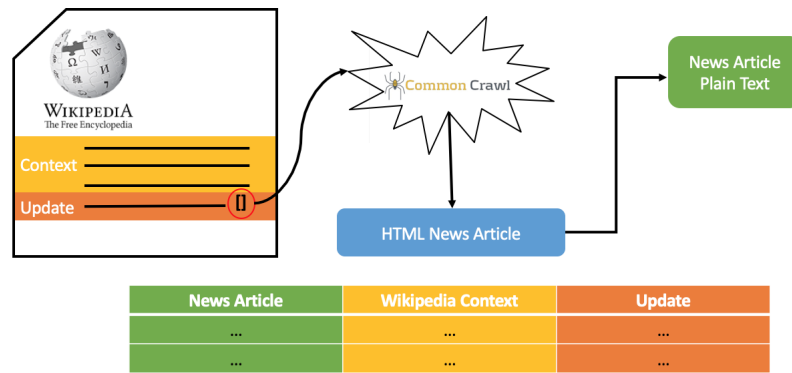 WIKIPEDIA
The Free Encyclopedia
Context
Update
[]
Common Crawl
HTML News Article
News Article
Plain Text
News Article Wikipedia Context Update
... ... ...
... ... ...